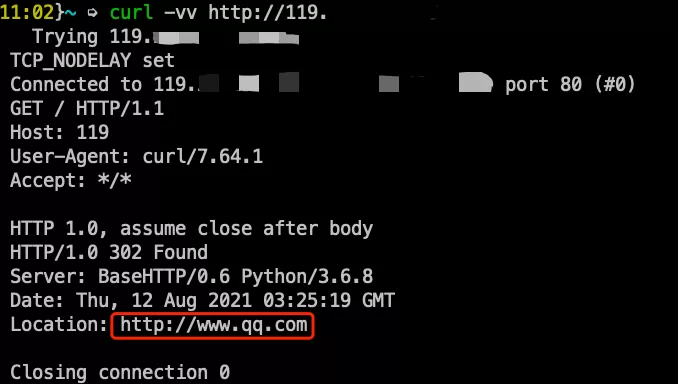 11:02}~ ➩ curl -vv http://119.
Trying 119.
TCP_NODELAY set
Connected to 119. port 80 (#0)
GET / HTTP/1.1
Host: 119
User-Agent: curl/7.64.1
Accept: */*
HTTP 1.0, assume close after body
HTTP/1.0 302 Found
Server: BaseHTTP/0.6 Python/3.6.8
Date: Thu, 12 Aug 2021 03:25:19 GMT
Location: http://www.qq.com
Closing connection 0